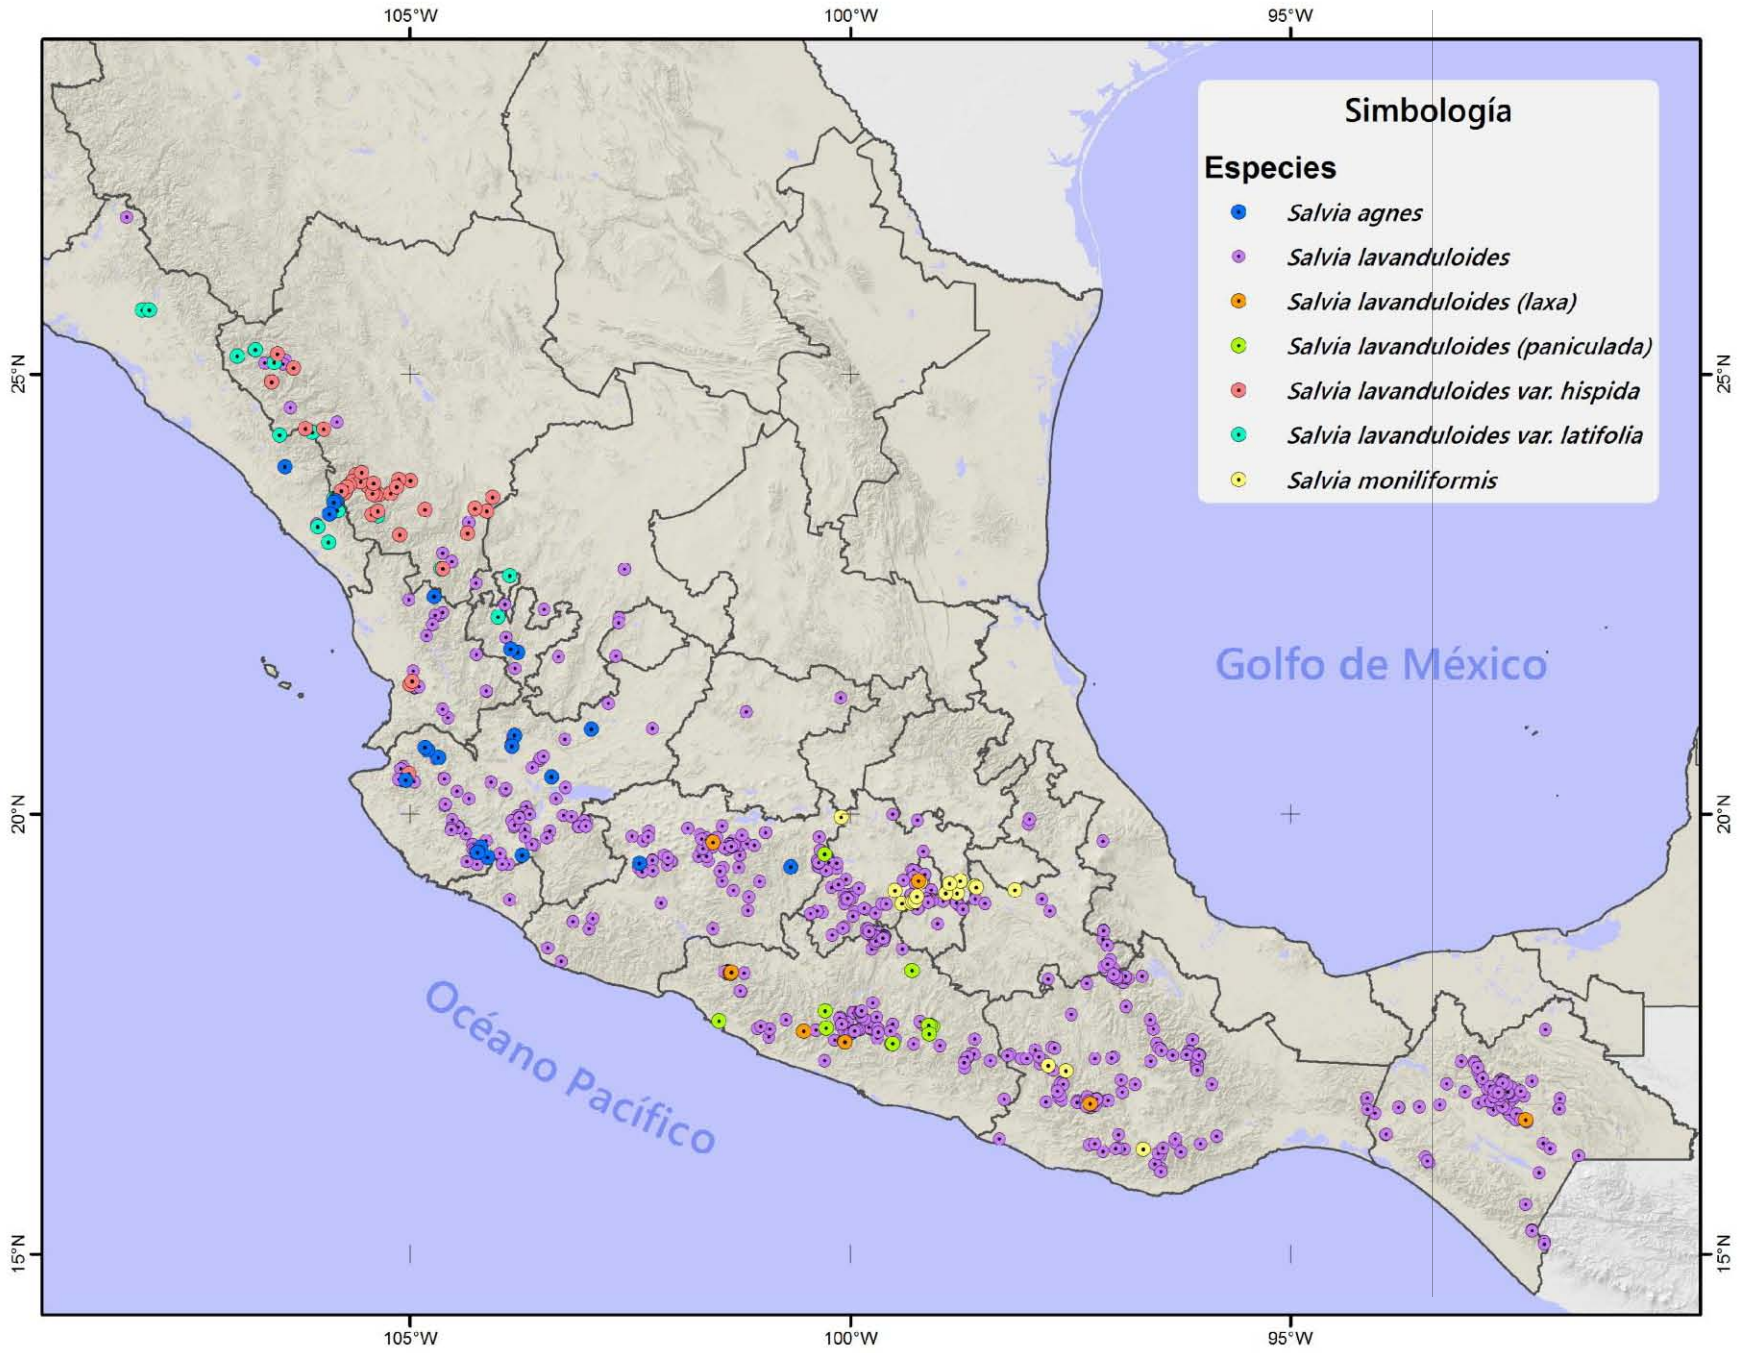 105°W 100°W 95°W
Simbología
Especies
Salvia agnes
Salvia lavanduloides
Salvia lavanduloides (laxa)
Salvia lavanduloides (paniculada)
Salvia lavanduloides var. hispida
Salvia lavanduloides var. latifolia
Salvia moniliformis
25°N 25°N
Golfo de México
20°N 20°N
Océano Pacífico
15°N 15°N
105°W 100°W 95°W